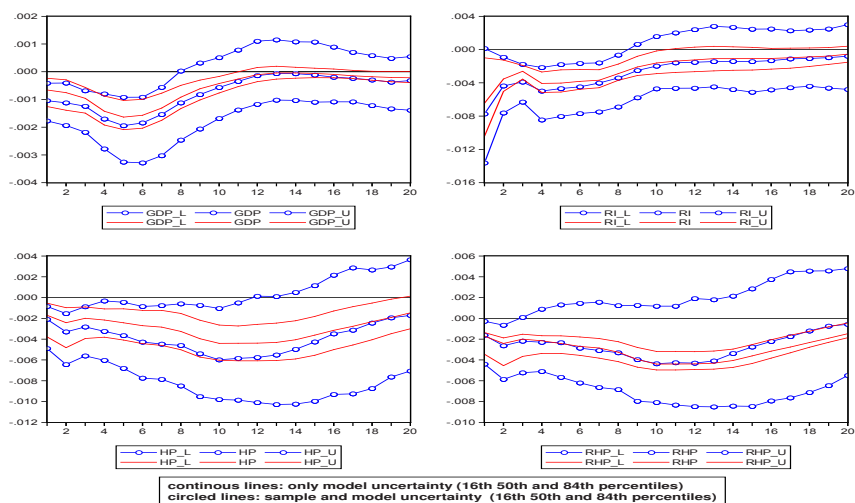 .002
.001
.000
-.001
-.002
-.003
-.004
2 4 6 8 10 12 14 16 18 20
GDP_L GDP GDP_U
GDP_L GDP GDP_U
.004
.000
-.004
-.008
-.012
-.016
2 4 6 8 10 12 14 16 18 20
RI_L RI RI_U
RI_L RI RI_U
.004
.002
.000
-.002
-.004
-.006
-.008
-.010
-.012
2 4 6 8 10 12 14 16 18 20
HP_L HP HP_U
HP_L HP HP_U
.006
.004
.002
.000
-.002
-.004
-.006
-.008
-.010
2 4 6 8 10 12 14 16 18 20
RHP_L RHP RHP_U
RHP_L RHP RHP_U
continous lines: only model uncertainty (16th 50th and 84th percentiles)
circled lines: sample and model uncertainty (16th 50th and 84th percentiles)